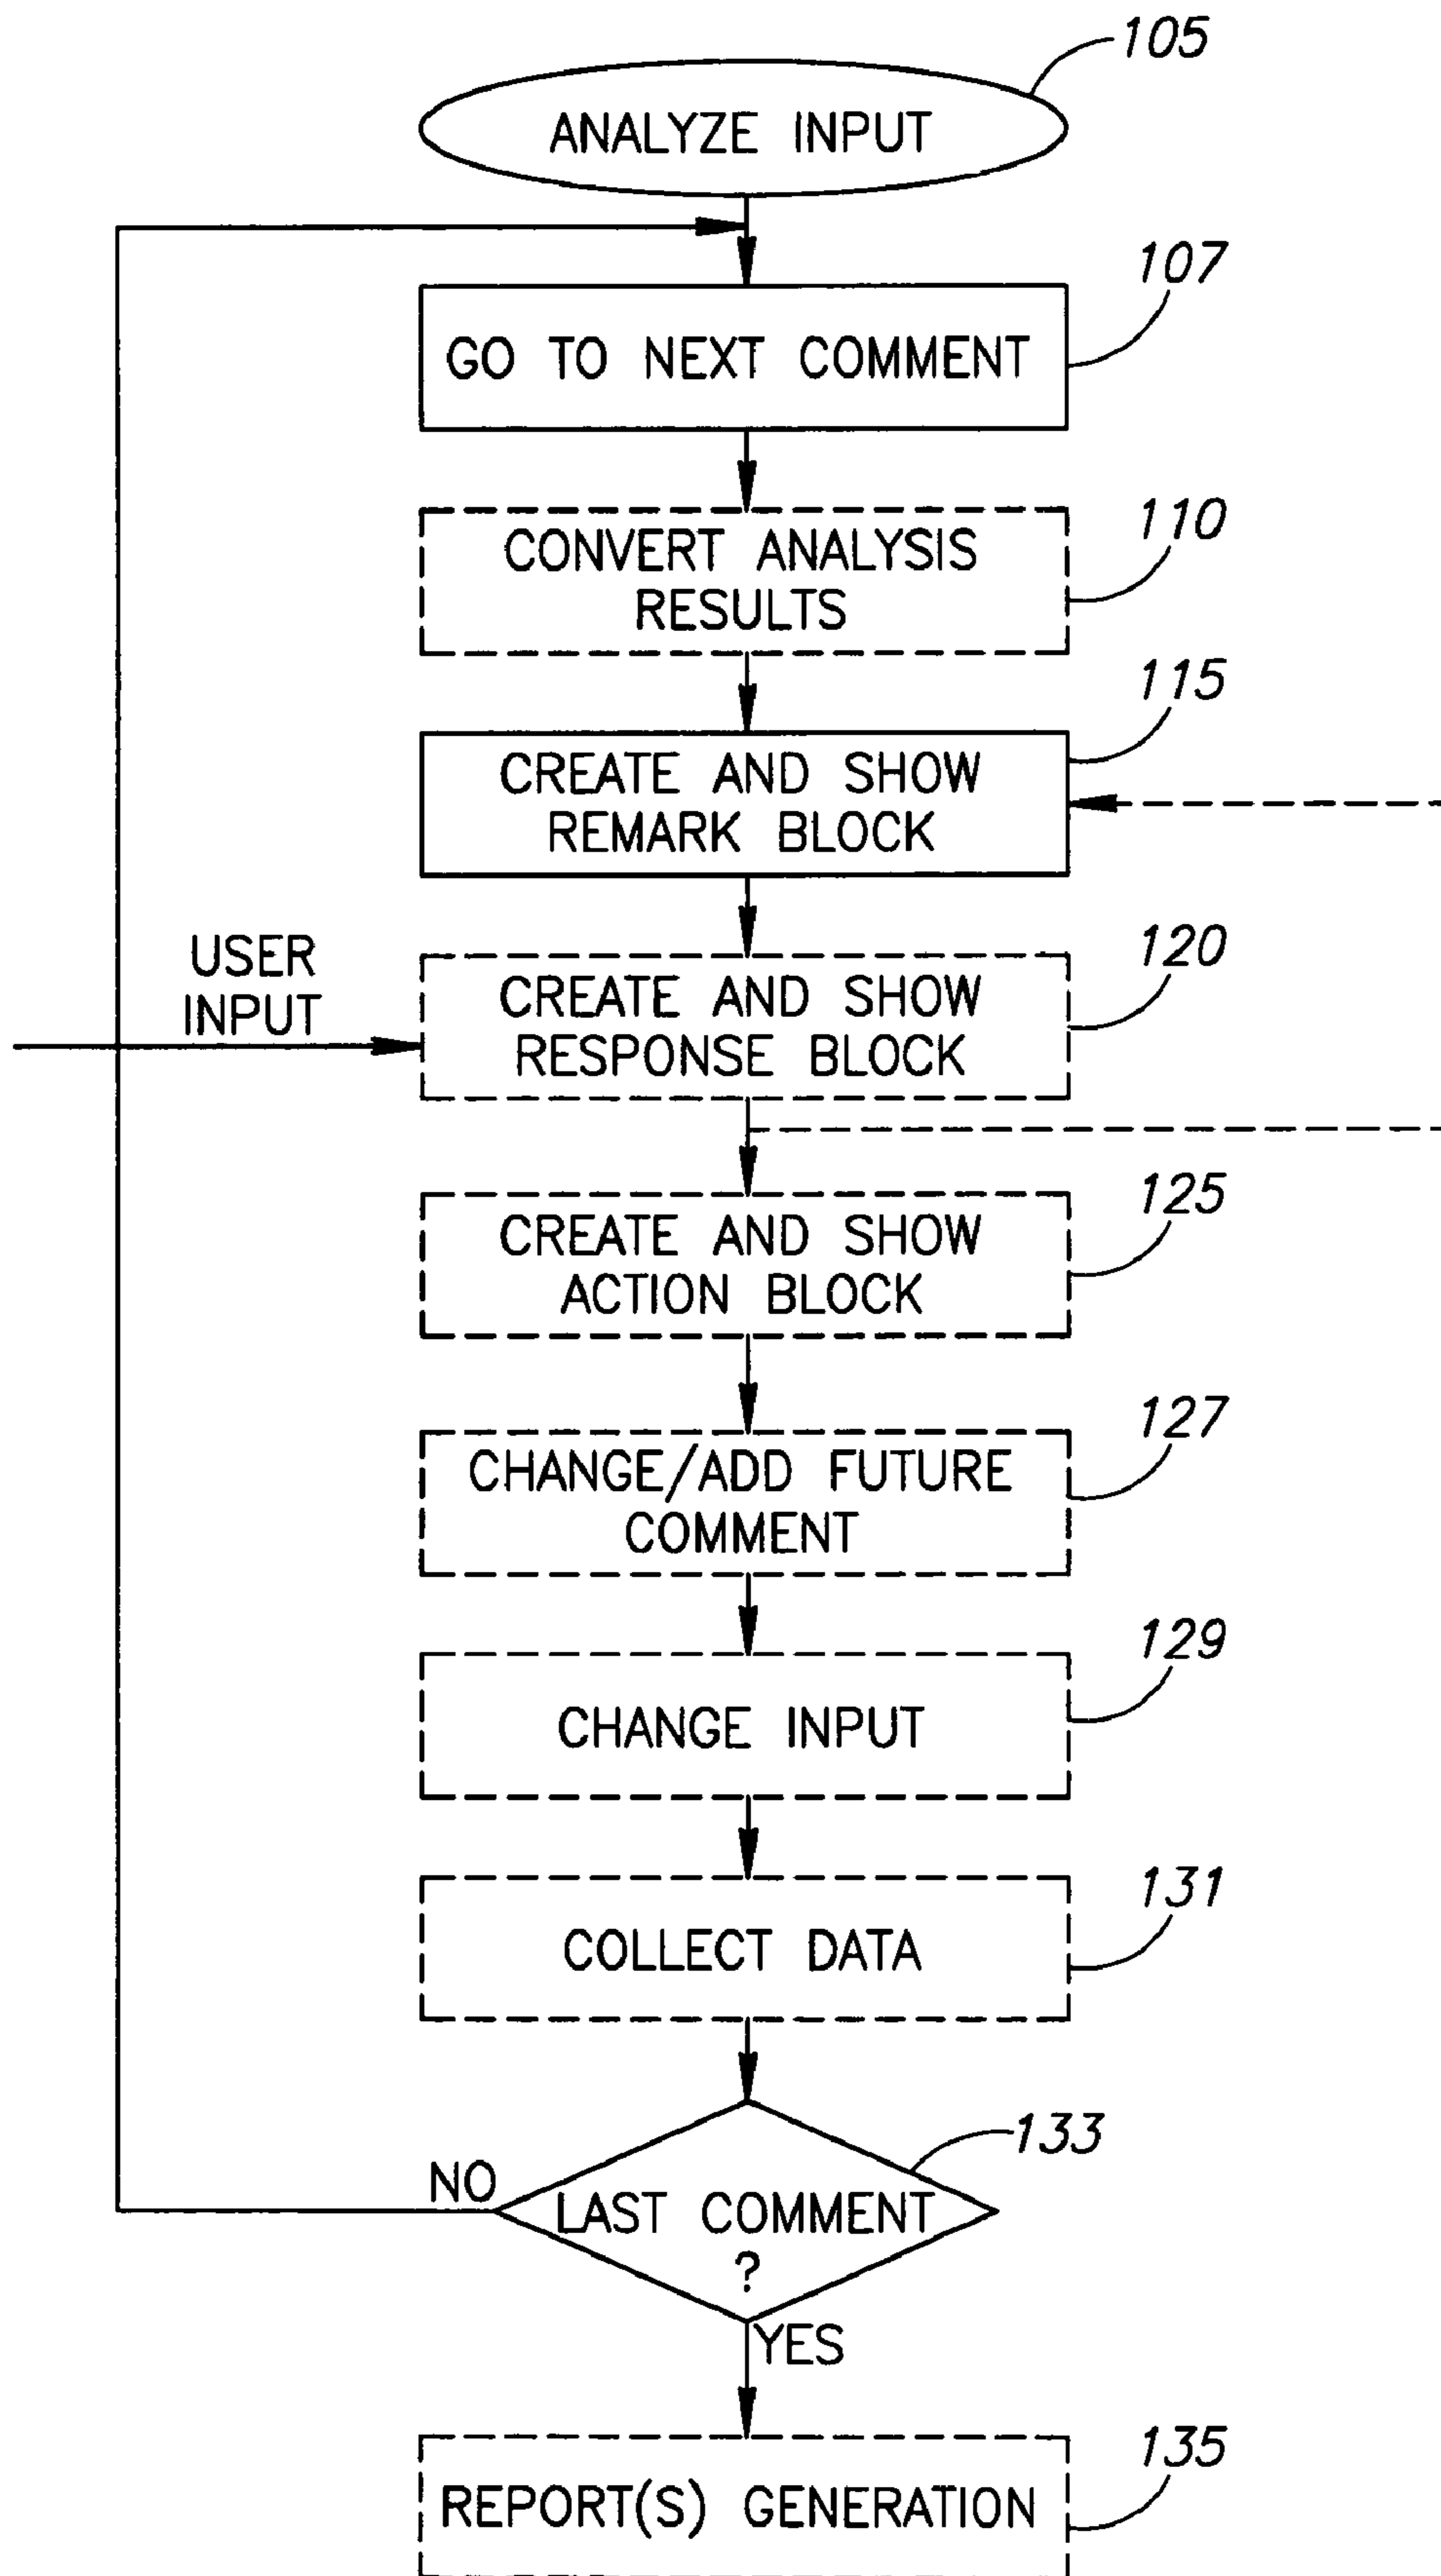 105
ANALYZE INPUT
107
GO TO NEXT COMMENT
110
CONVERT ANALYSIS
RESULTS
115
CREATE AND SHOW
REMARK BLOCK
120
USER
INPUT
CREATE AND SHOW
RESPONSE BLOCK
125
CREATE AND SHOW
ACTION BLOCK
127
CHANGE/ADD FUTURE
COMMENT
129
CHANGE INPUT
131
COLLECT DATA
133
NO
LAST COMMENT
?
YES
135
REPORT(S) GENERATION